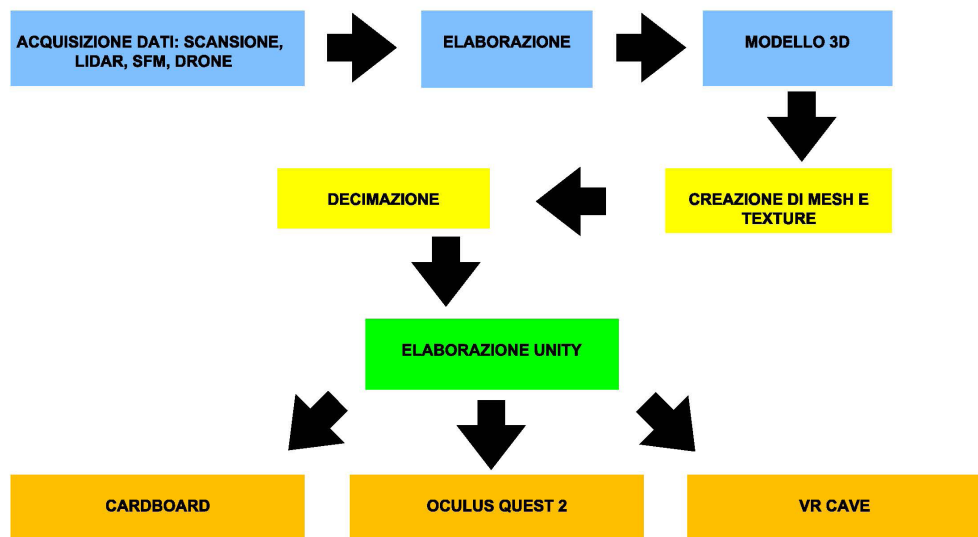 ACQUISIZIONE DATI: SCANSIONE,
LIDAR, SFM, DRONE
ELABORAZIONE
MODELLO 3D
CREAZIONE DI MESH E
TEXTURE
DECIMAZIONE
ELABORAZIONE UNITY
CARDBOARD
OCULUS QUEST 2
VR CAVE